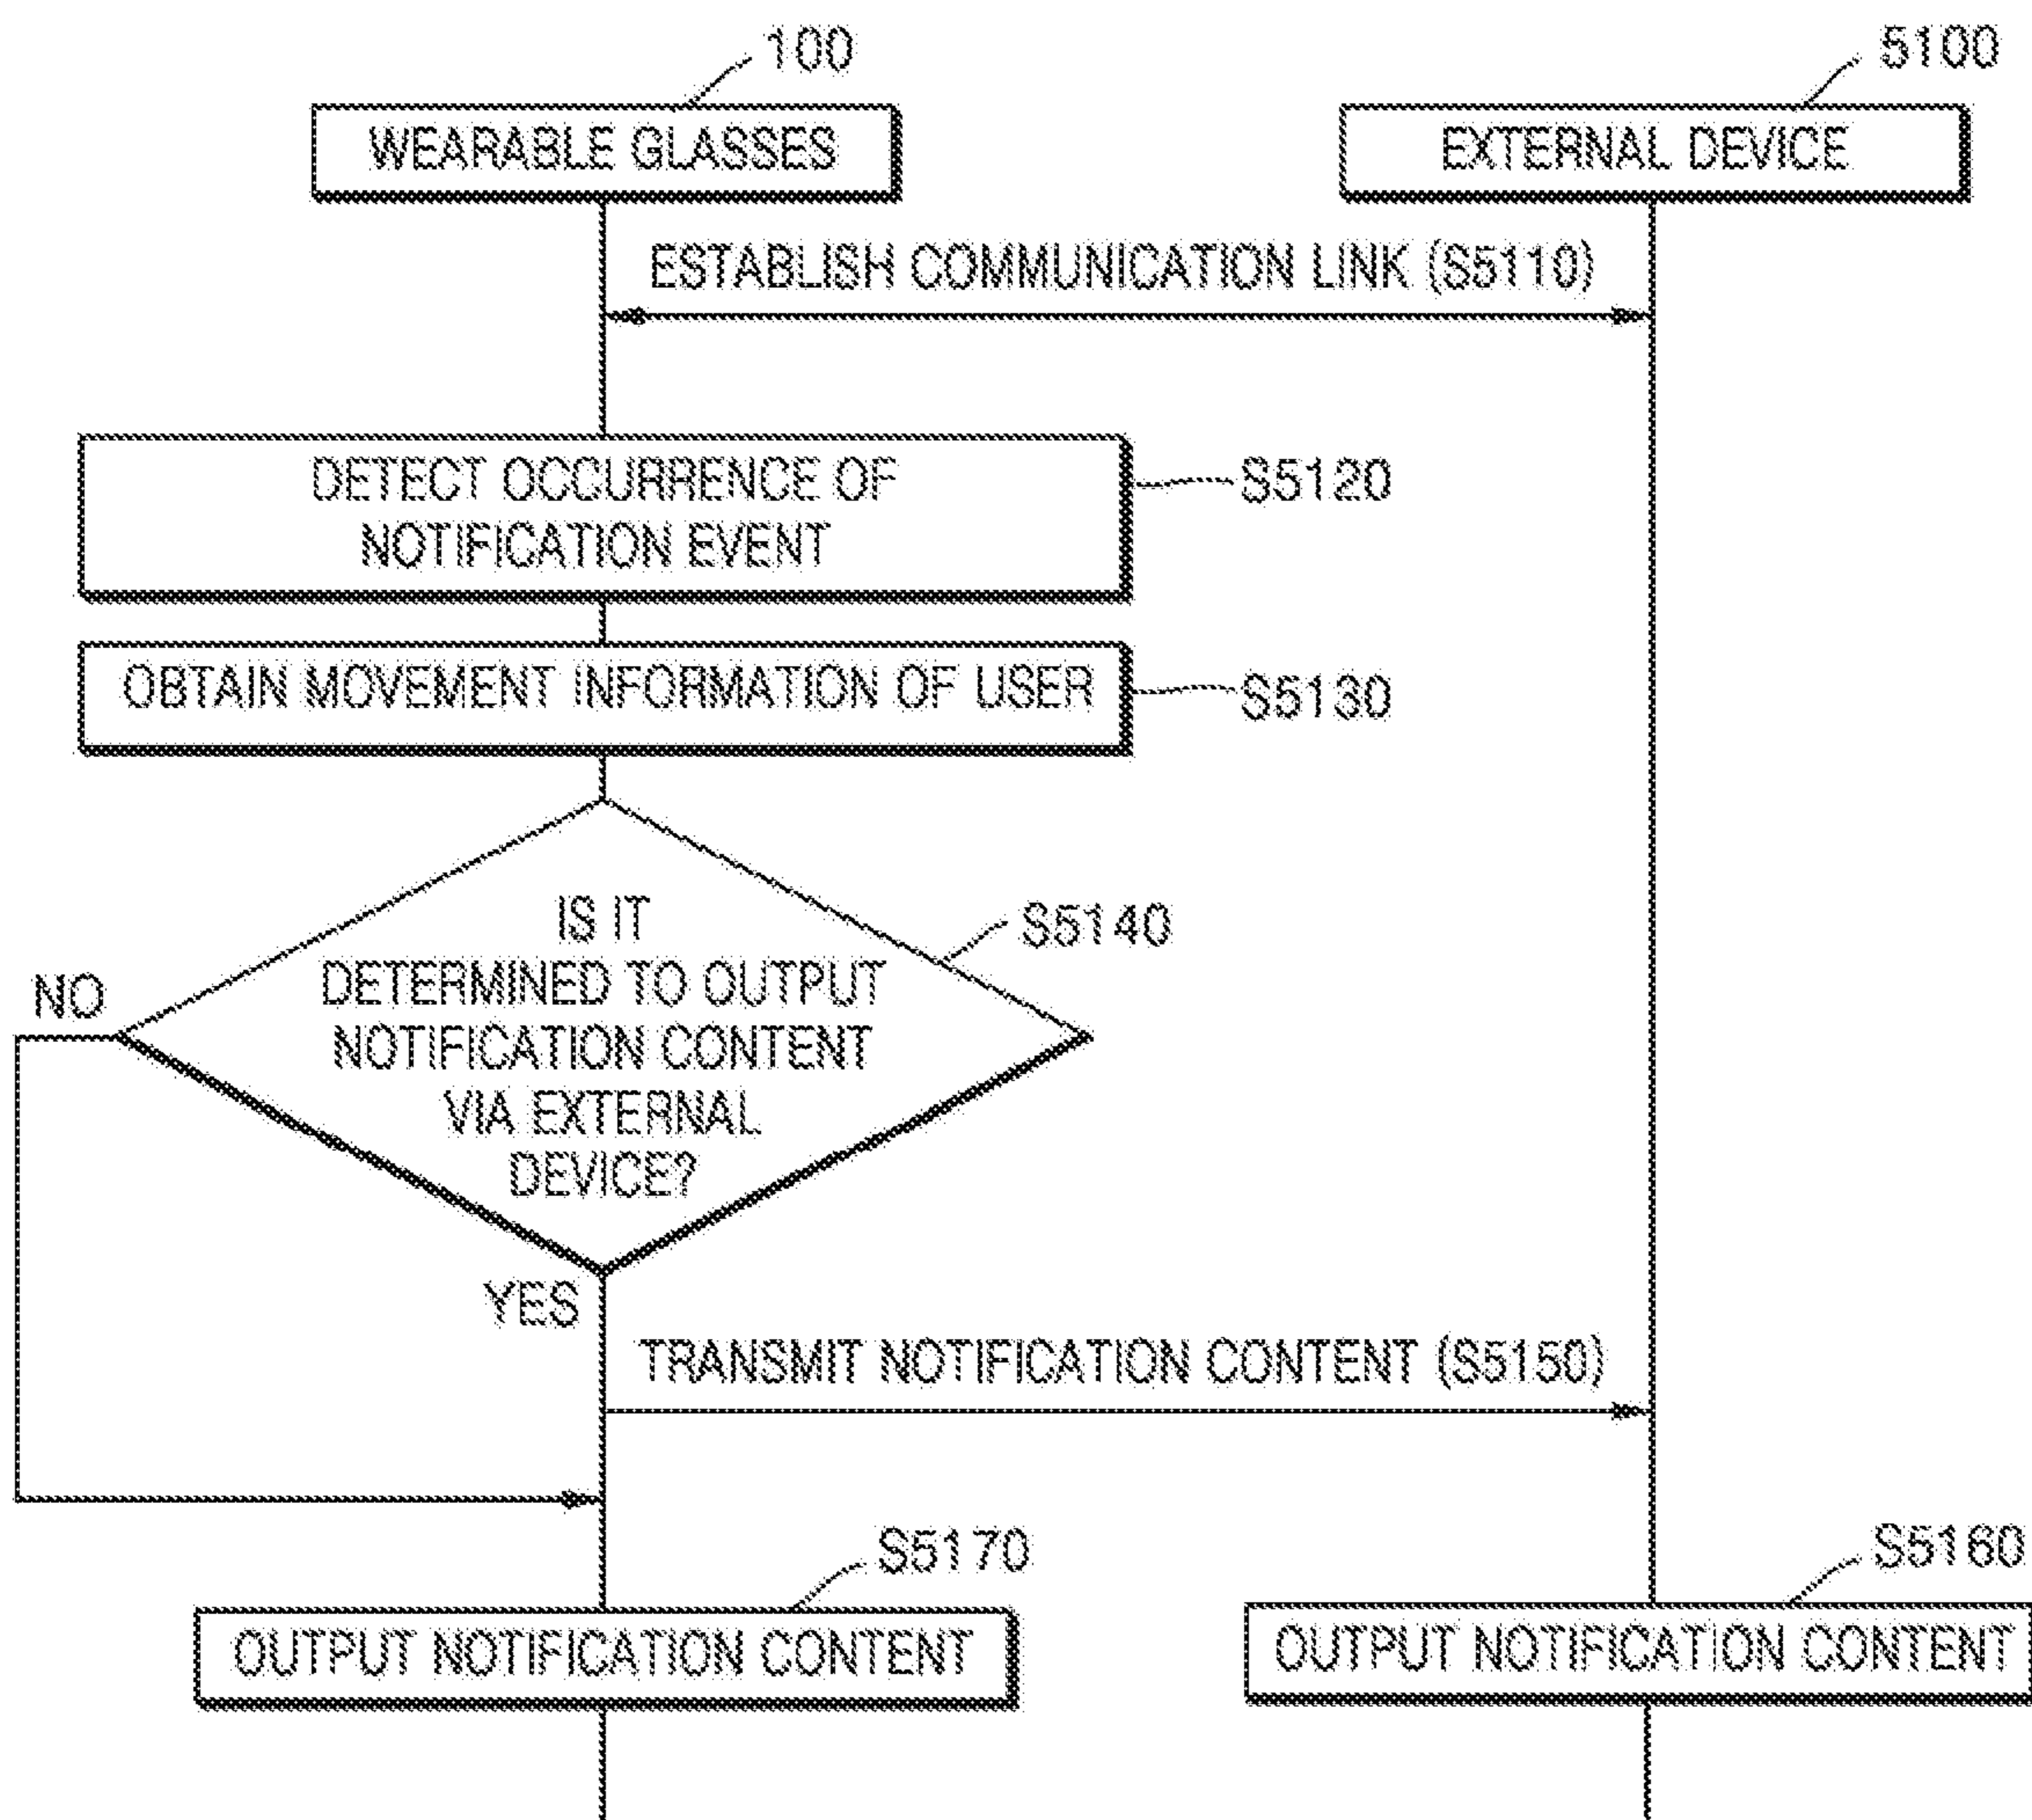 100
5100
WEARABLE GLASSES
EXTERNAL DEVICE
ESTABLISH COMMUNICATION LINK (S5110)
DETECT OCCURRENCE OF
NOTIFICATION EVENT
S5120
OBTAIN MOVEMENT INFORMATION OF USER
S5130
IS IT
DETERMINED TO OUTPUT
NOTIFICATION CONTENT
VIA EXTERNAL
DEVICE?
S5140
NO
YES
TRANSMIT NOTIFICATION CONTENT (S5150)
S5170
S5160
OUTPUT NOTIFICATION CONTENT
OUTPUT NOTIFICATION CONTENT